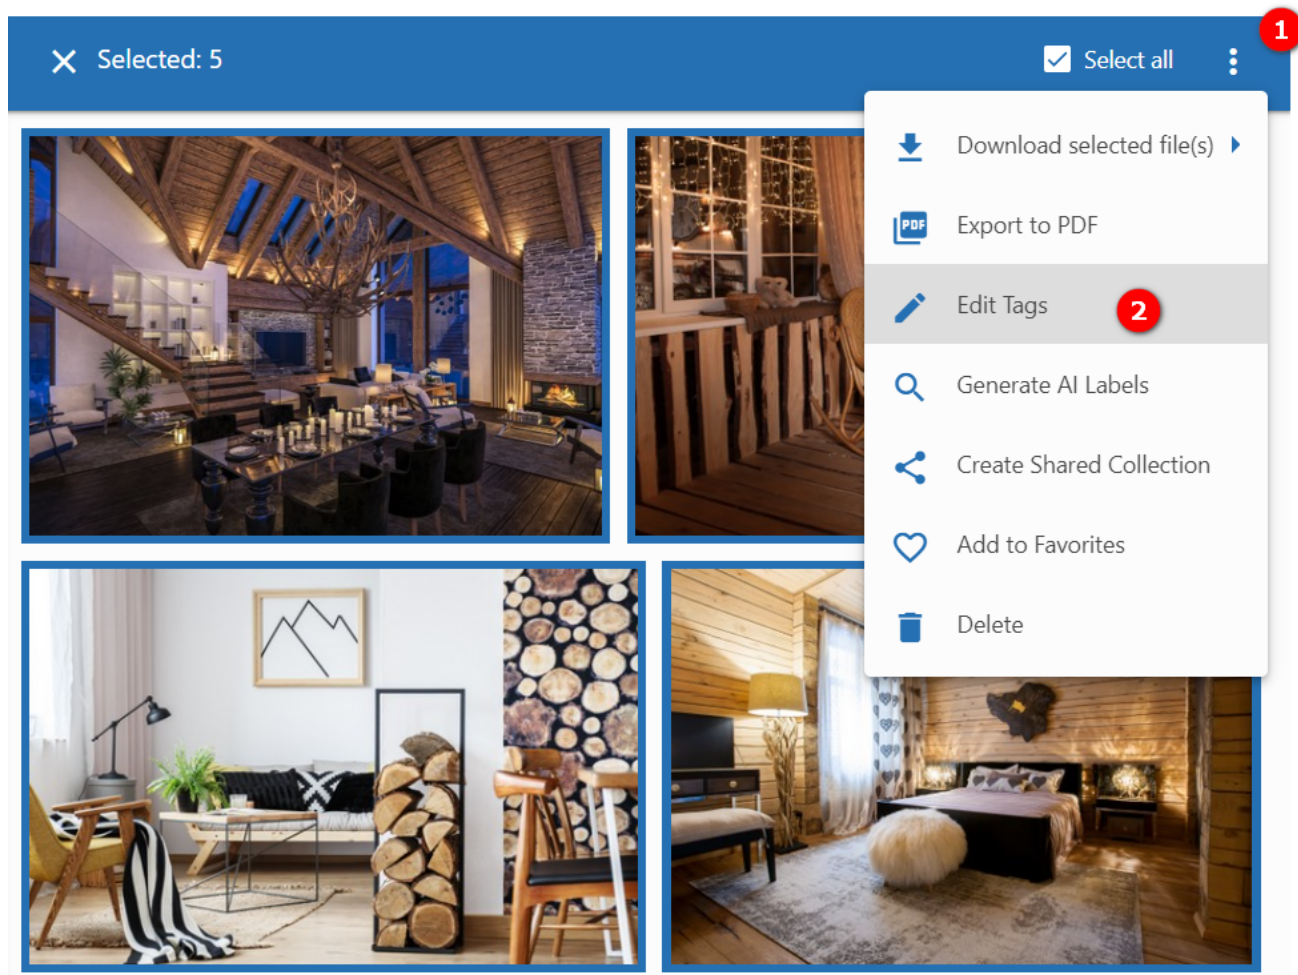 1
Selected: 5
Select all
Download selected file(s)
PDF
Export to PDF
Edit Tags
2
Generate AI Labels
Create Shared Collection
Add to Favorites
Delete